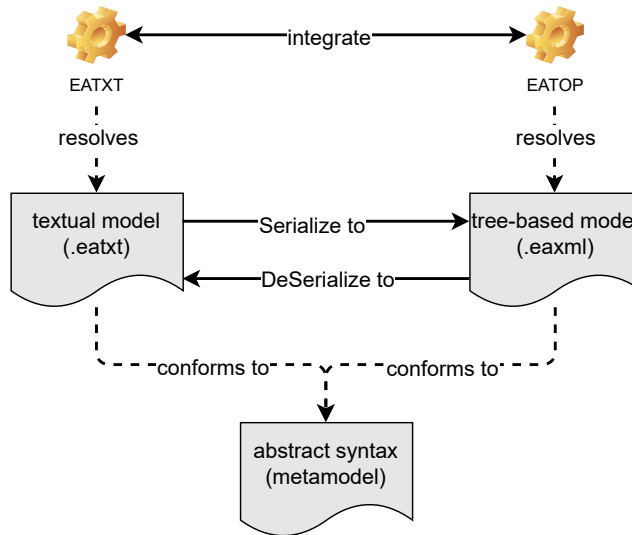 integrate
EATXT
EATOP
resolves
resolves
textual model
(.eatxt)
Serialize to
tree-based model
(.eaxml)
DeSerialize to
conforms to
conforms to
abstract syntax
(metamodel)